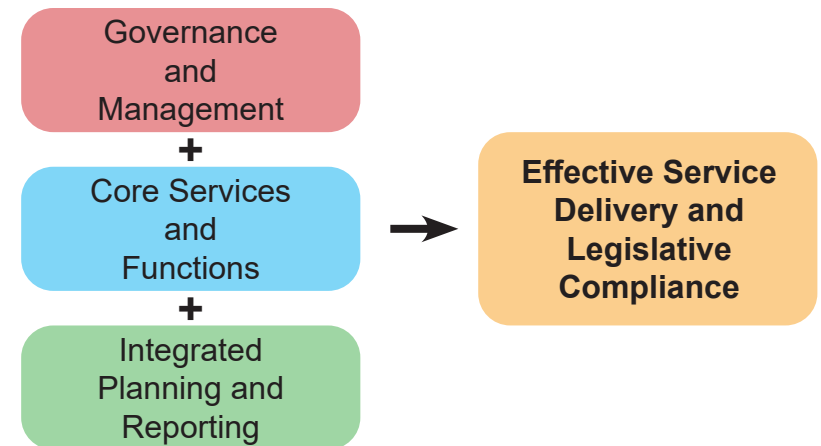 Governance
and
Management
+
Core Services
and
Functions
+
Integrated
Planning and
Reporting
Effective Service
Delivery and
Legislative
Compliance